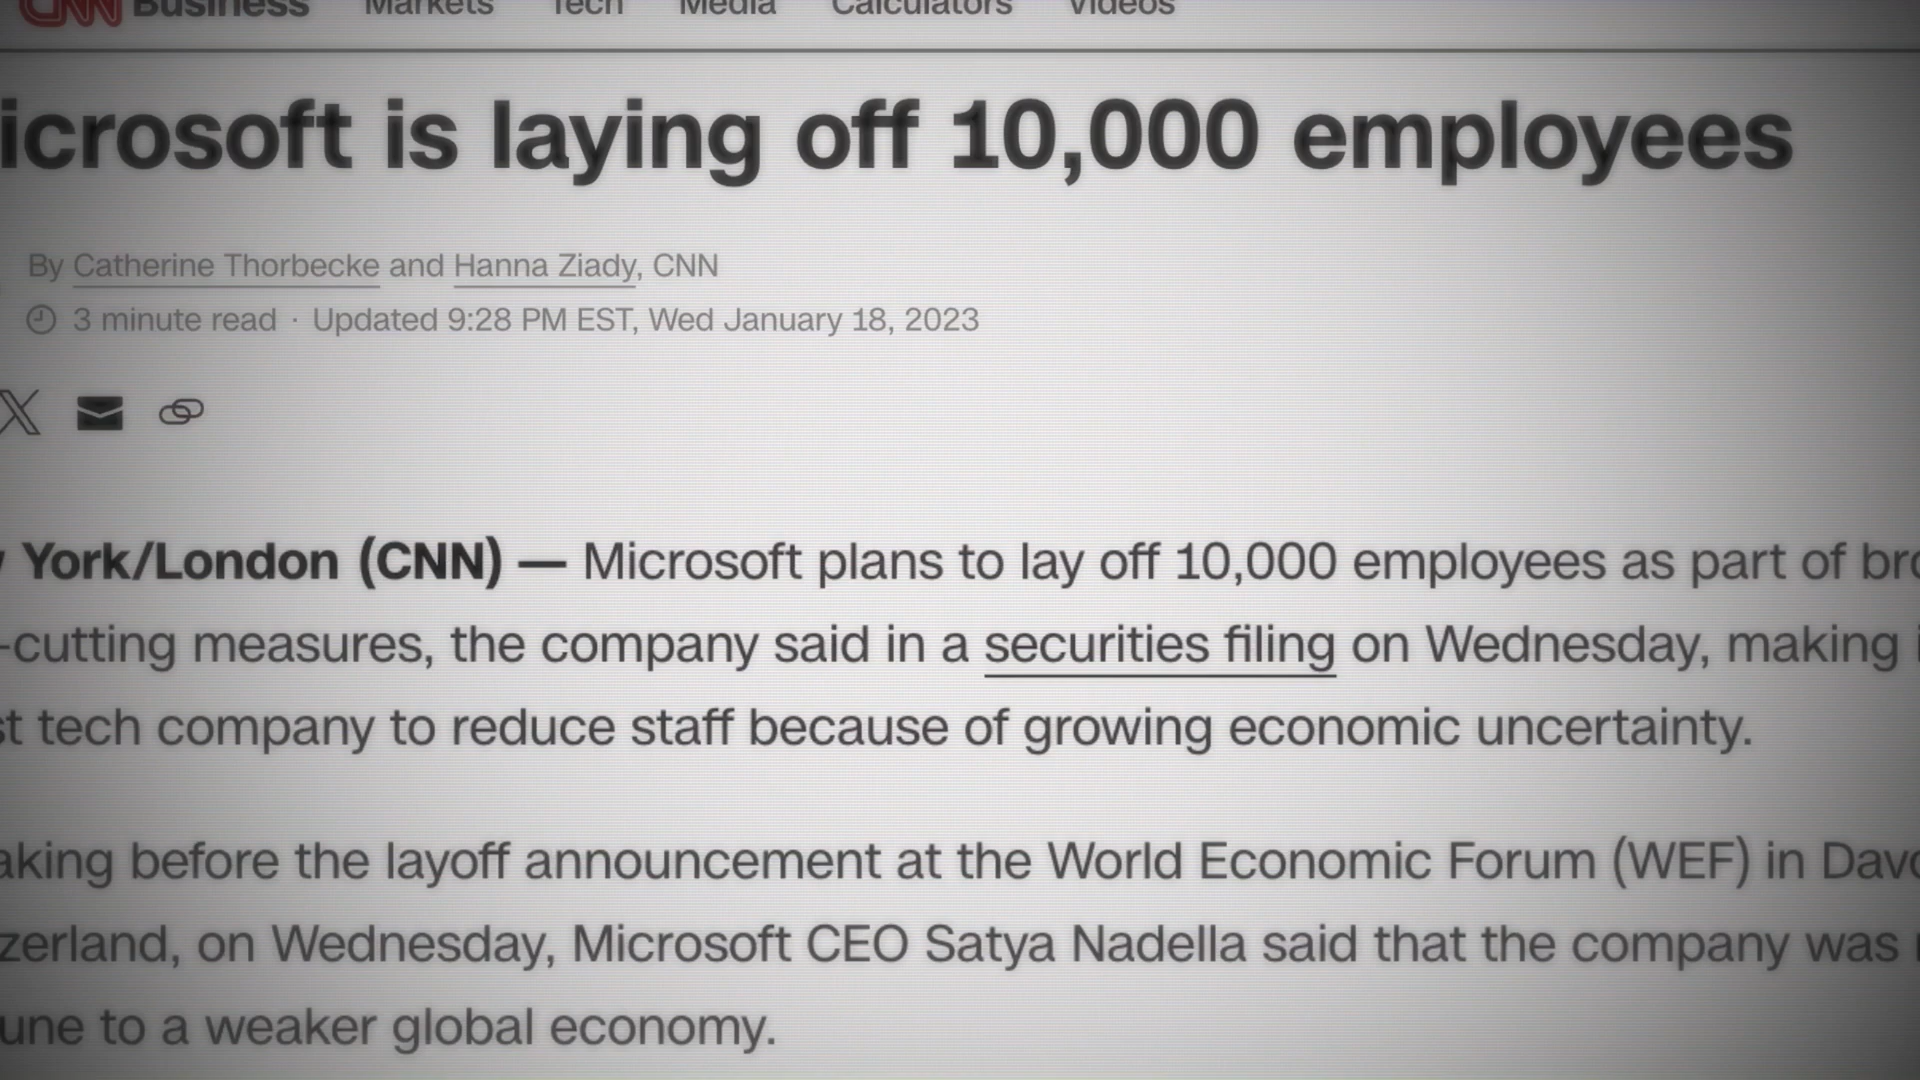 CNN Business Markets Tech Media Calculators Videos
icrosoft is laying off 10,000 employees
By Catherine Thorbecke and Hanna Ziady, CNN
3 minute read · Updated 9:28 PM EST, Wed January 18, 2023
York/London (CNN) — Microsoft plans to lay off 10,000 employees as part of bro
-cutting measures, the company said in a securities filing on Wednesday, making i
st tech company to reduce staff because of growing economic uncertainty.
aking before the layoff announcement at the World Economic Forum (WEF) in Davo
zerland, on Wednesday, Microsoft CEO Satya Nadella said that the company was
une to a weaker global economy.